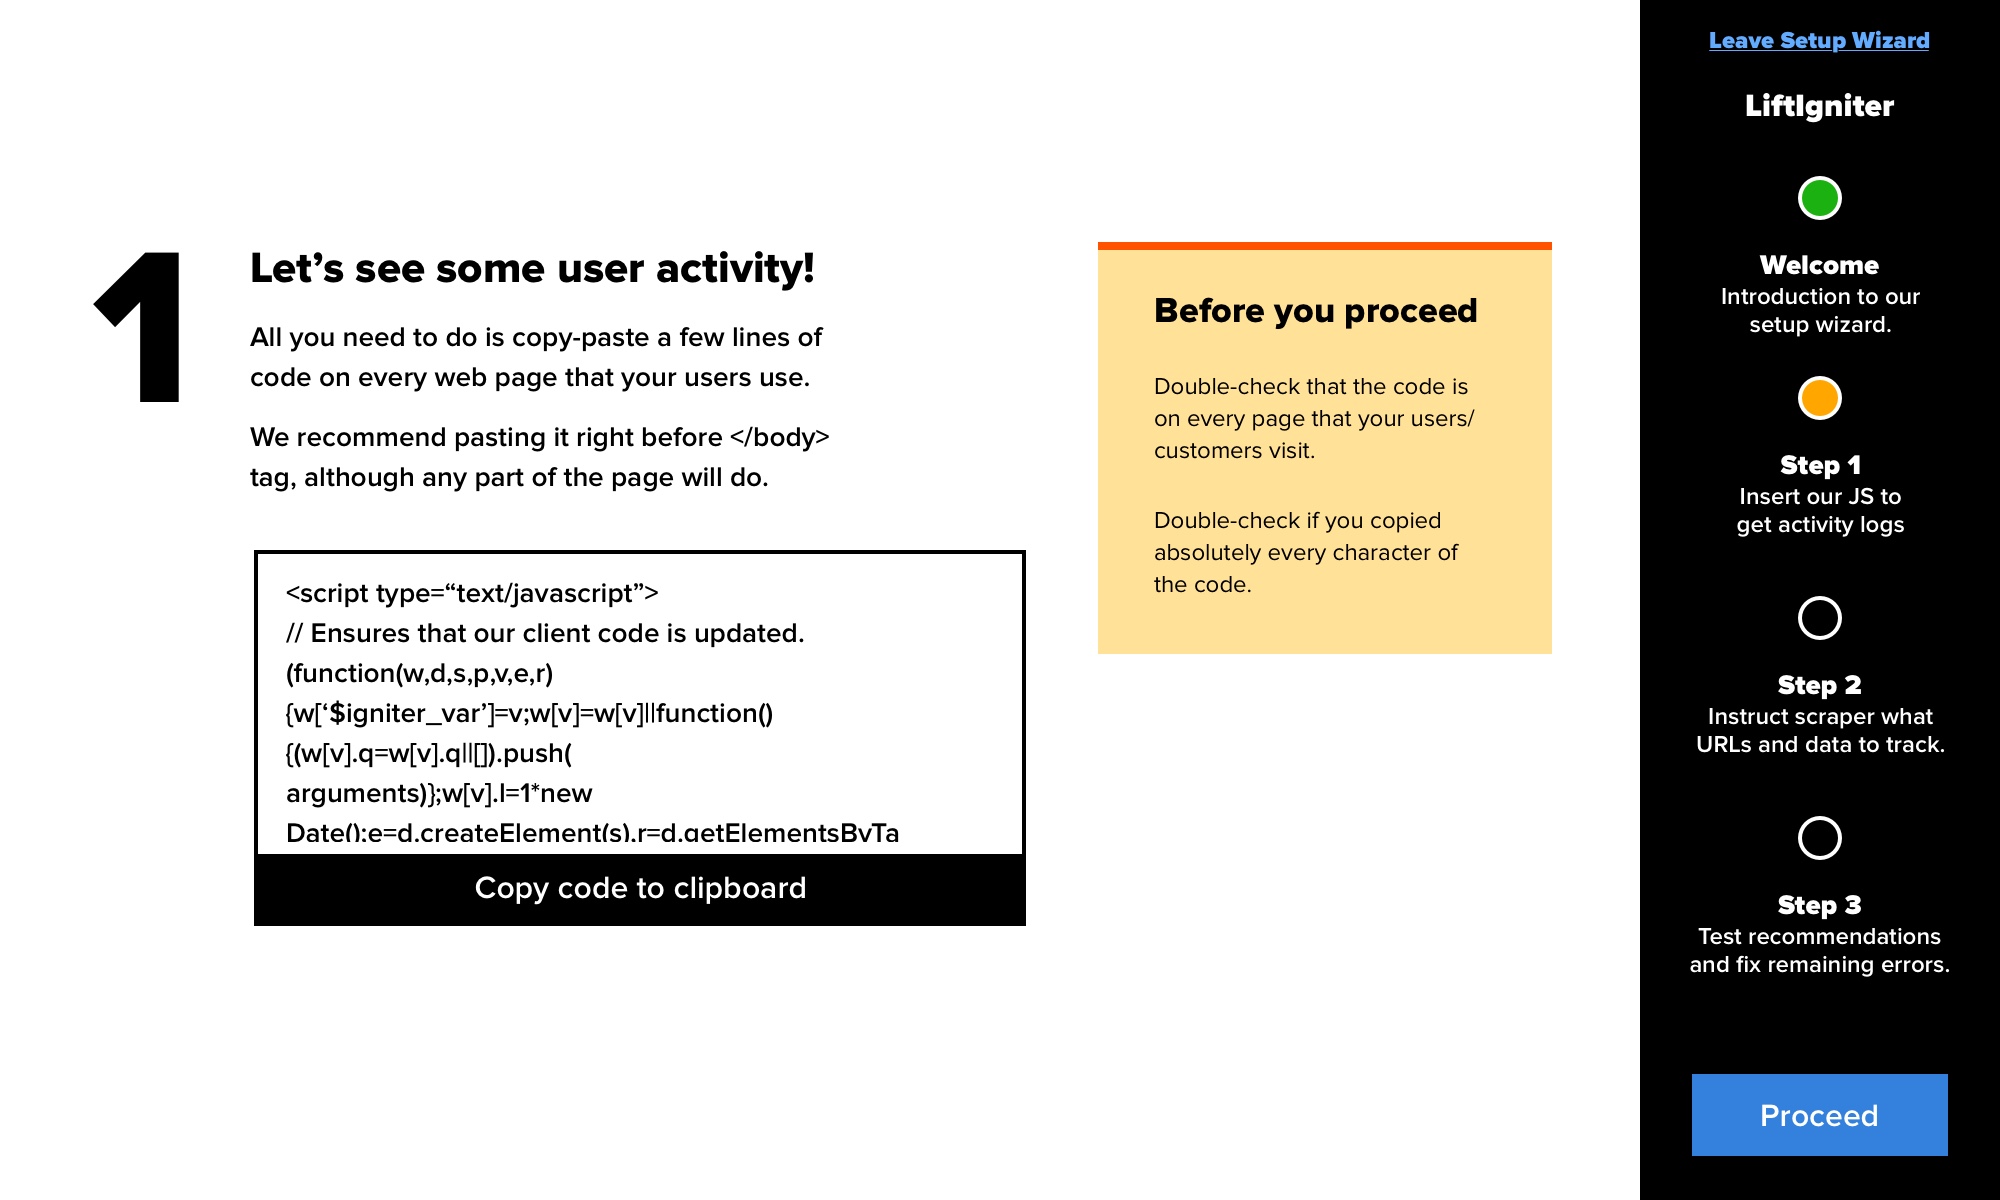 1
Let’s see some user activity!
All you need to do is copy-paste a few lines of
code on every web page that your users use.
We recommend pasting it right before </body>
tag, although any part of the page will do.
<script type=“text/javascript”>
// Ensures that our client code is updated.
(function(w,d,s,p,v,e,r)
{w[‘$igniter_var’]=v;w[v]=w[v]||function()
{(w[v].q=w[v].q||[]).push(
arguments)};w[v].l=1*new
Date();e=d.createElement(s),r=d.getElementsByTa
Copy code to clipboard
Before you proceed
Double-check that the code is
on every page that your users/
customers visit.
Double-check if you copied
absolutely every character of
the code.
Leave Setup Wizard
LiftIgniter
Welcome
Introduction to our
setup wizard.
Step 1
Insert our JS to
get activity logs
Step 2
Instruct scraper what
URLs and data to track.
Step 3
Test recommendations
and fix remaining errors.
Proceed